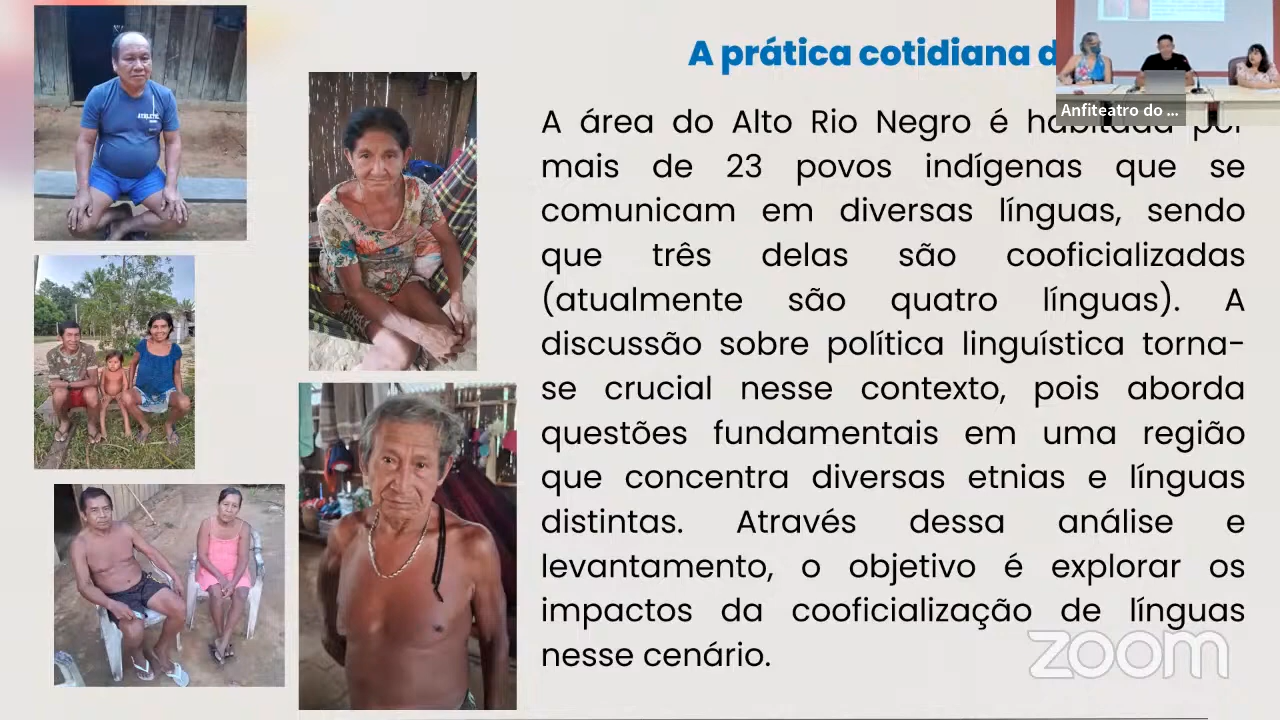 A prática cotidiana d
Anfiteatro do ...
A área do Alto Rio Negro é habitada por
mais de 23 povos indígenas que se
comunicam em diversas línguas, sendo
que três delas são cooficializadas
(atualmente são quatro línguas). A
discussão sobre política linguística torna-
se crucial nesse contexto, pois aborda
questões fundamentais em uma região
que concentra diversas etnias e línguas
distintas. Através dessa análise e
levantamento, o objetivo é explorar os
impactos da cooficialização de línguas
nesse cenário.
zoom